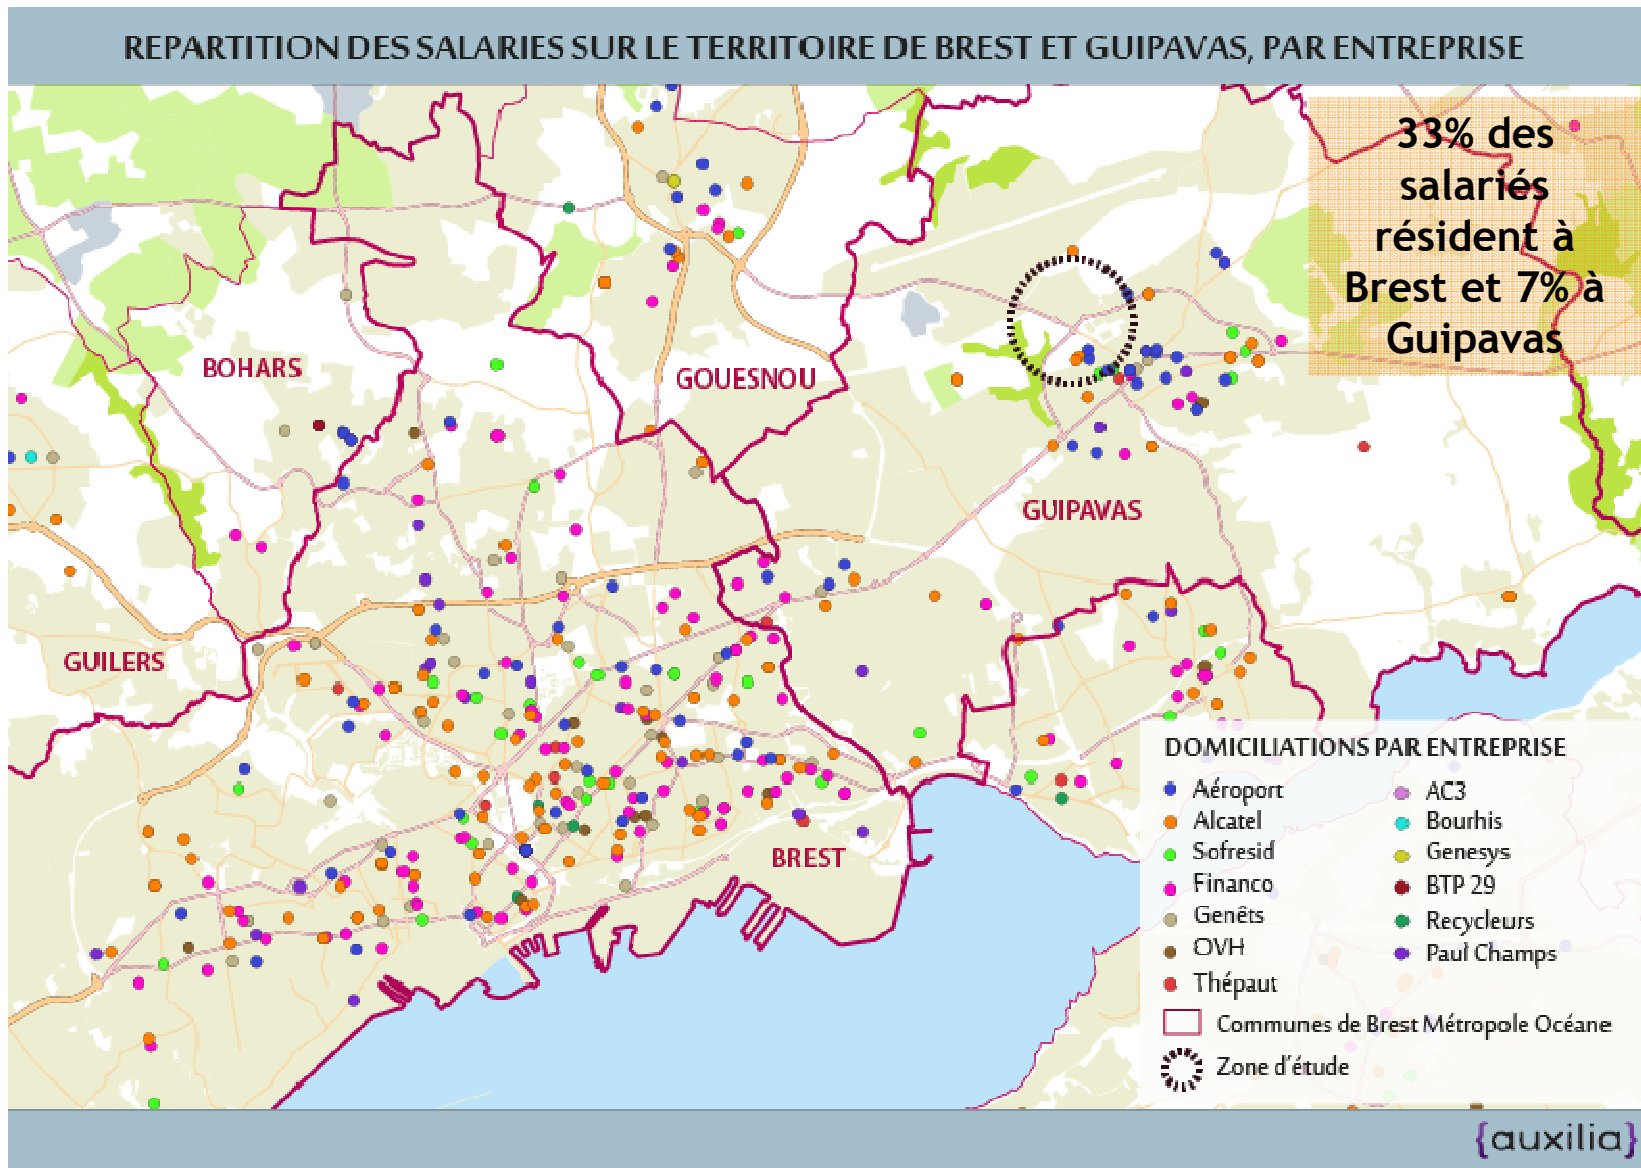 REPARTITION DES SALARIES SUR LE TERRITOIRE DE BREST ET GUIPAVAS, PAR ENTREPRISE
33% des
salariés
résident à
Brest et 7% à
Guipavas
BOHARS
GOUESNOU
GUIPAVAS
GUILERS
BREST
DOMICILIATIONS PAR ENTREPRISE
Aéroport
Alcatel
Sofresid
Financo
Genêts
OVH
Thépaut
AC3
Bourhis
Genesys
BTP 29
Recycleurs
Paul Champs
Communes de Brest Métropole Océane
Zone d'étude
{auxilia}